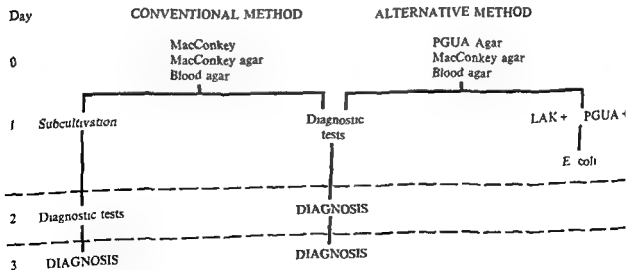 Day CONVENTIONAL METHOD ALTERNATIVE METHOD
0 MacConkey PGUA Agar
MacConkey agar MacConkey agar
Blood agar Blood agar
1 Subcultivation Diagnostic tests LAK + PGUA +
E coli
2 Diagnostic tests DIAGNOSIS
3 DIAGNOSIS DIAGNOSIS